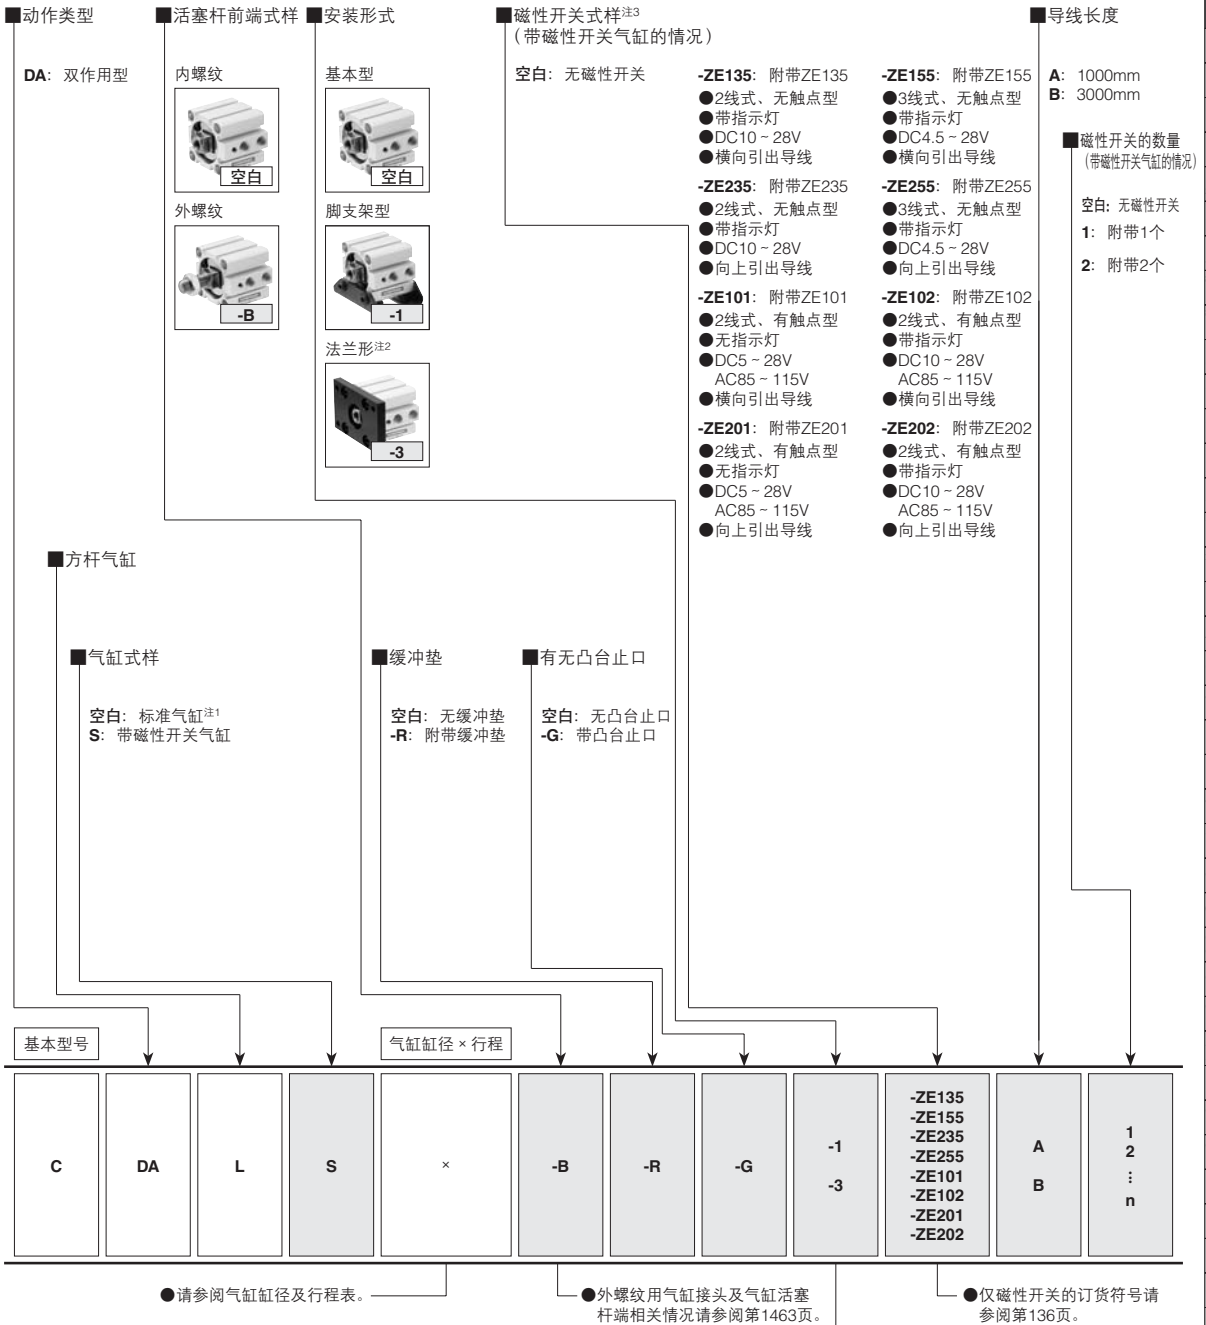 ■动作类型
DA：双作用型
■活塞杆前端式样
内螺纹
空白
外螺纹
-B
■安装形式
基本型
空白
脚支架型
-1
法兰形注2
-3
■磁性开关式样注3
（带磁性开关气缸的情况）
空白：无磁性开关
-ZE135：附带ZE135
●2线式、无触点型
●带指示灯
●DC10～28V
●横向引出导线
-ZE155：附带ZE155
●3线式、无触点型
●带指示灯
●DC4.5～28V
●横向引出导线
-ZE235：附带ZE235
●2线式、无触点型
●带指示灯
●DC10～28V
●向上引出导线
-ZE255：附带ZE255
●3线式、无触点型
●带指示灯
●DC4.5～28V
●向上引出导线
-ZE101：附带ZE101
●2线式、有触点型
●无指示灯
●DC5～28V
AC85～115V
●横向引出导线
-ZE102：附带ZE102
●2线式、有触点型
●带指示灯
●DC10～28V
AC85～115V
●横向引出导线
-ZE201：附带ZE201
●2线式、有触点型
●无指示灯
●DC5～28V
AC85～115V
●向上引出导线
-ZE202：附带ZE202
●2线式、有触点型
●带指示灯
●DC10～28V
AC85～115V
●向上引出导线
■导线长度
A：1000mm
B：3000mm
■磁性开关的数量
（带磁性开关气缸的情况）
空白：无磁性开关
1：附带1个
2：附带2个
■方杆气缸
■气缸式样
空白：标准气缸注1
S：带磁性开关气缸
■缓冲垫
空白：无缓冲垫
-R：附带缓冲垫
■有无凸台止口
空白：无凸台止口
-G：带凸台止口
基本型号
气缸缸径×行程
C
DA
L
S
×
-B
-R
-G
-1
-3
-ZE135
-ZE155
-ZE235
-ZE255
-ZE101
-ZE102
-ZE201
-ZE202
A
B
1
2
⋮
n
●请参阅气缸缸径及行程表。
●外螺纹用气缸接头及气缸活塞
杆端相关情况请参阅第1463页。
●仅磁性开关的订货符号请
参阅第136页。